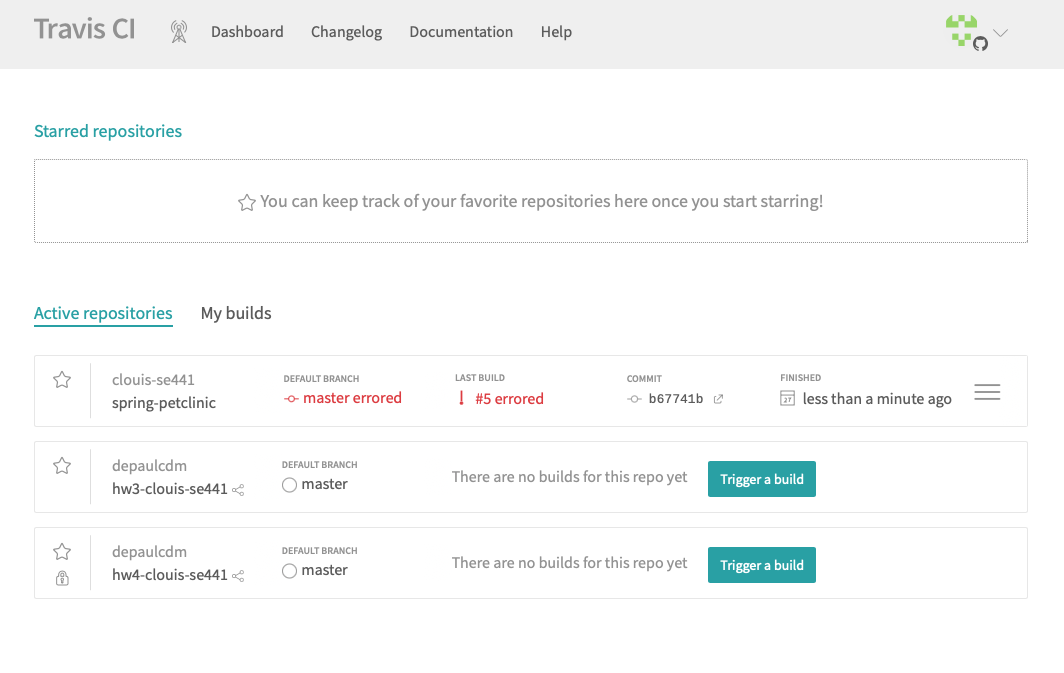 Travis CI
Dashboard Changelog Documentation Help
Starred repositories
You can keep track of your favorite repositories here once you start starring!
Active repositories My builds
clouis-se441
spring-petclinic
DEFAULT BRANCH
master errored
LAST BUILD
#5 errored
COMMIT
b67741b
FINISHED
27 less than a minute ago
depaulcdm
hw3-clouis-se441
DEFAULT BRANCH
master
There are no builds for this repo yet
Trigger a build
depaulcdm
hw4-clouis-se441
DEFAULT BRANCH
master
There are no builds for this repo yet
Trigger a build